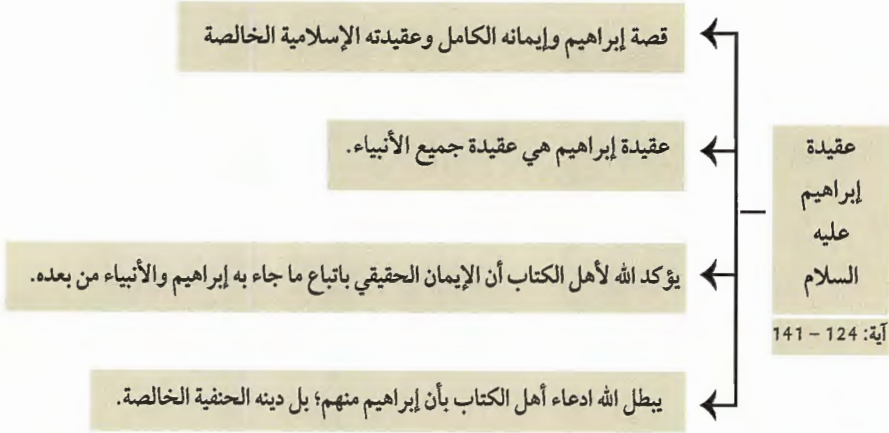 عقيدة
إبراهيم
عليه
السلام
آية: 124 – 141
قصة إبراهيم وإيمانه الكامل وعقيدته الإسلامية الخالصة
عقيدة إبراهيم هي عقيدة جميع الأنبياء.
يؤكد الله لأهل الكتاب أن الإيمان الحقيقي باتباع ما جاء به إبراهيم والأنبياء من بعده.
يبطل الله ادعاء أهل الكتاب بأن إبراهيم منهم؛ بل دينه الحنفية الخالصة.